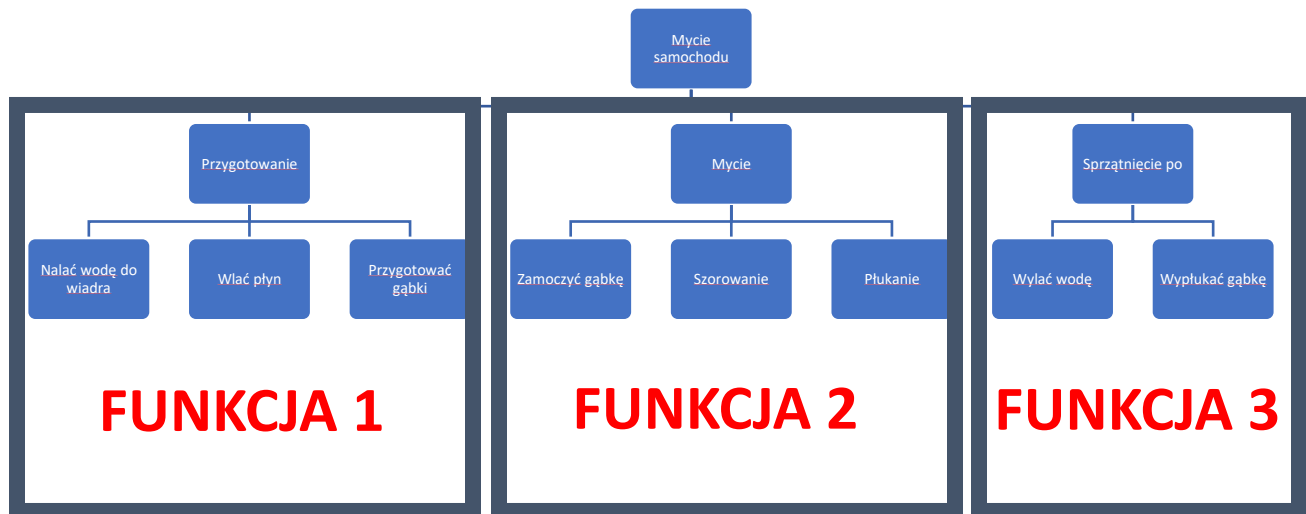 Mycie
samochodu
Przygotowanie
Mycie
Sprzątnięcie po
Nalać wodę do
wiadra
Wlać płyn
Przygotować
gąbki
Zamoczyć gąbkę
Szorowanie
Płukanie
Wylać wodę
Wypłukać gąbkę
FUNKCJA 1
FUNKCJA 2
FUNKCJA 3